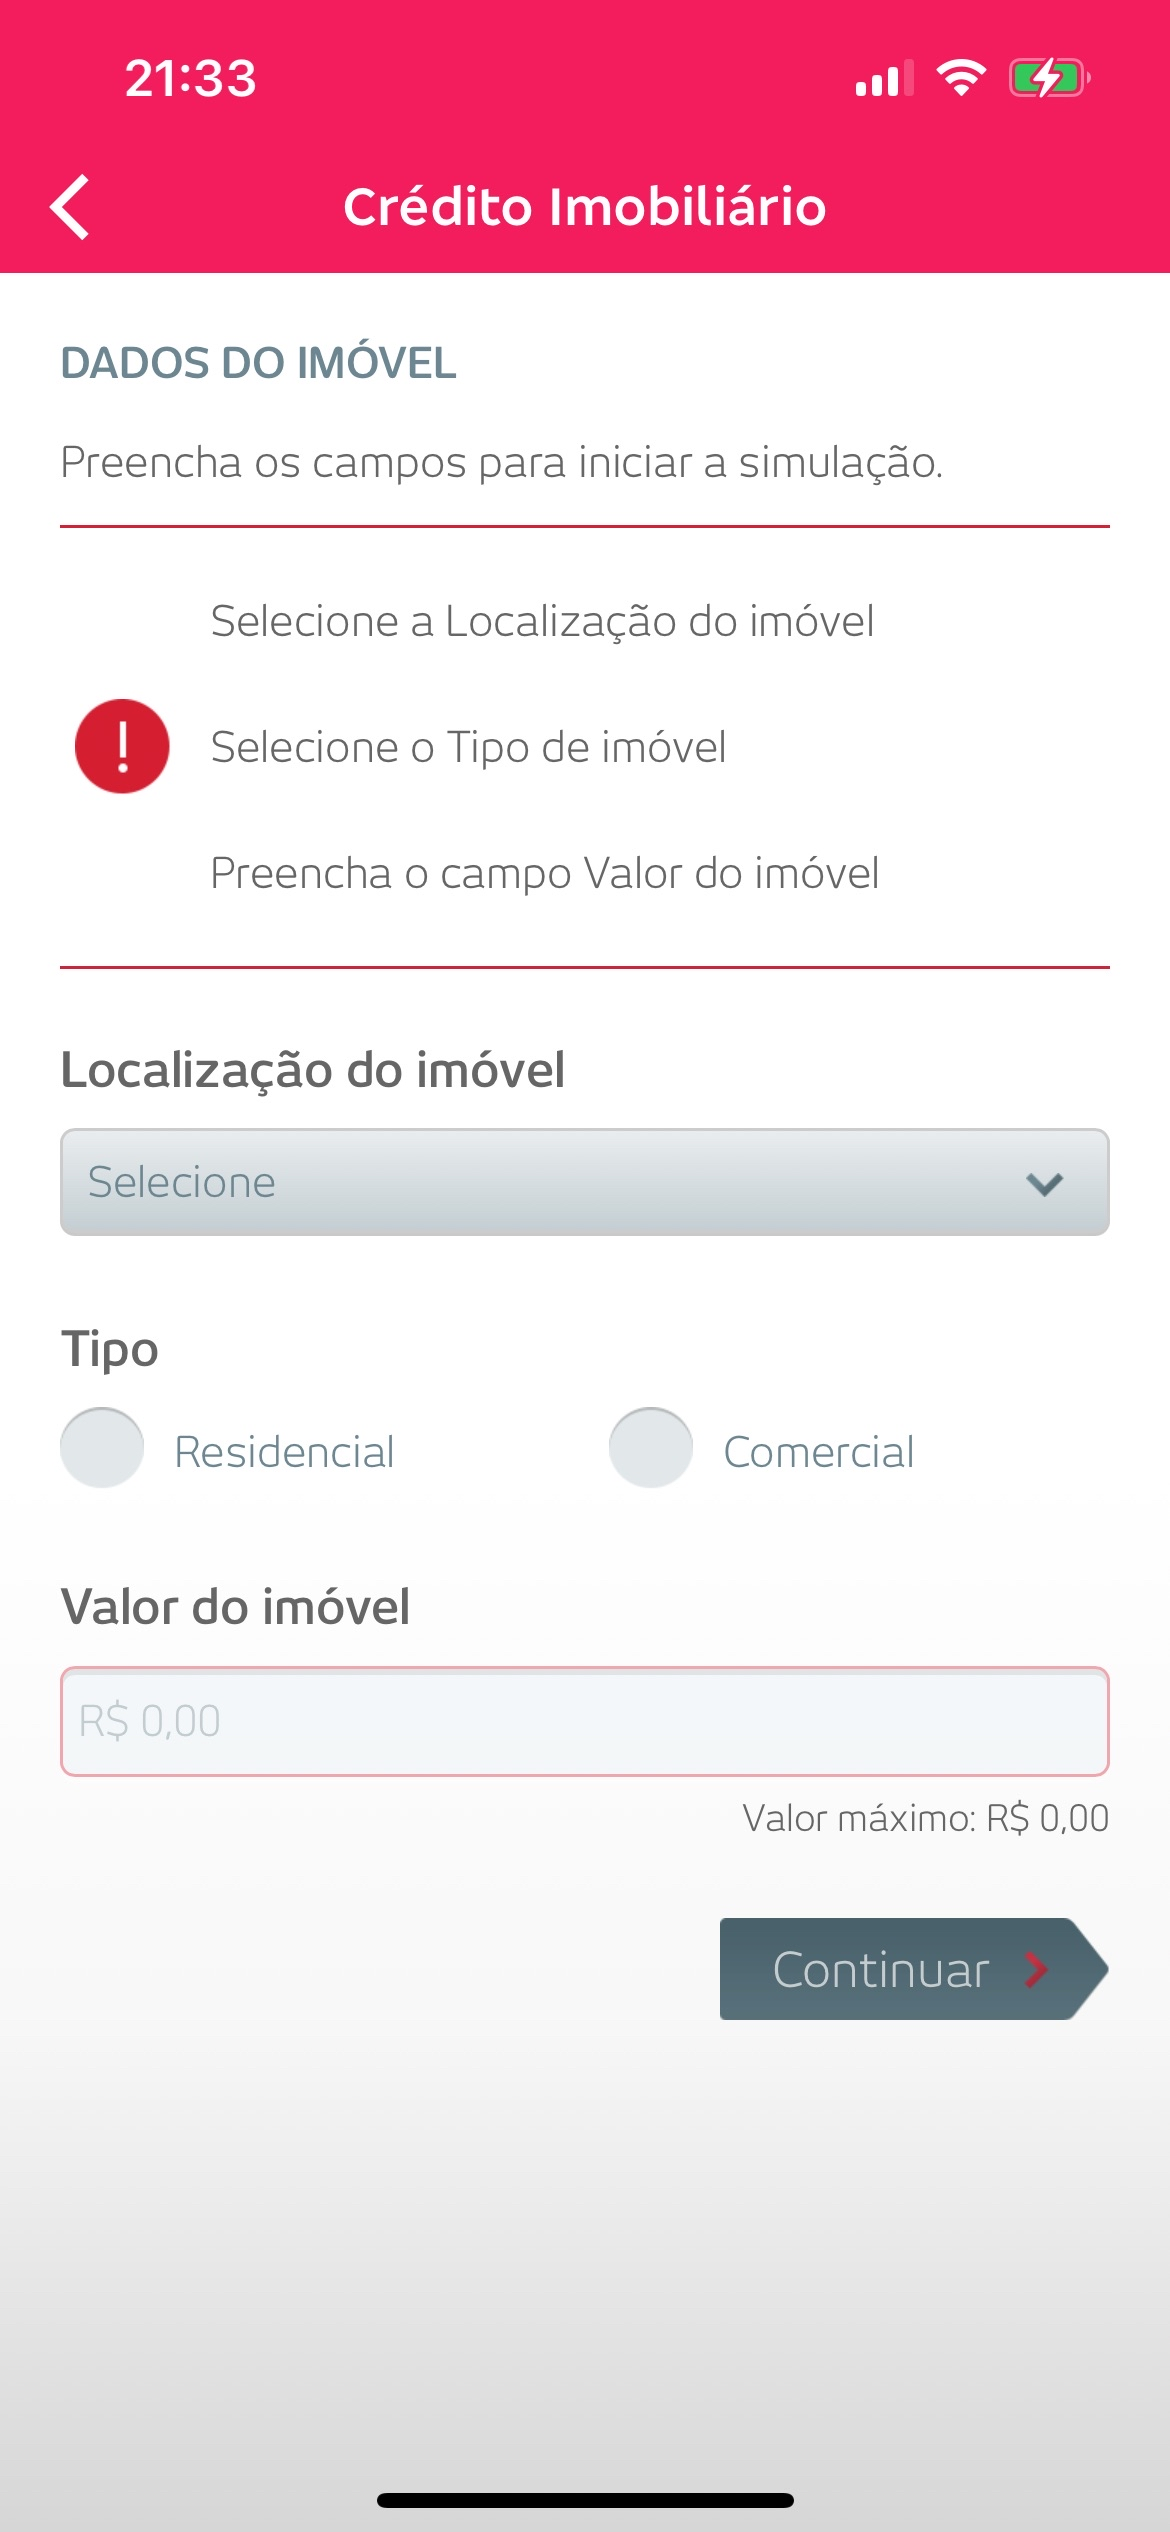 21:33
Crédito Imobiliário
DADOS DO IMÓVEL
Preencha os campos para iniciar a simulação.
Selecione a Localização do imóvel
Selecione o Tipo de imóvel
Preencha o campo Valor do imóvel
Localização do imóvel
Selecione
Tipo
Residencial Comercial
Valor do imóvel
R$ 0,00
Valor máximo: R$ 0,00
Continuar